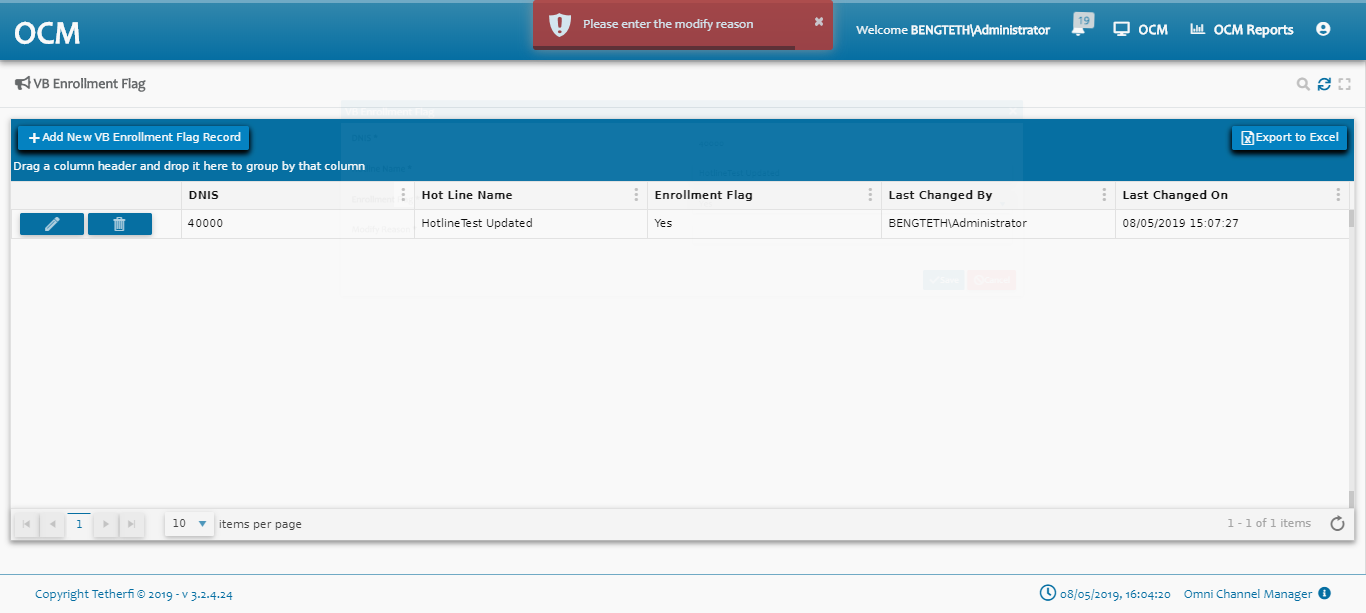 OCM
Please enter the modify reason
Welcome BENGTETH\Administrator
19
OCM
OCM Reports
VB Enrollment Flag
Add New VB Enrollment Flag Record
Export to Excel
Drag a column header and drop it here to group by that column
DNIS Hot Line Name Enrollment Flag Last Changed By Last Changed On
40000 HotlineTest Updated Yes BENGTETH\Administrator 08/05/2019 15:07:27
1 10 items per page 1 - 1 of 1 items
Copyright Tetherfi © 2019 - v 3.2.4.24 08/05/2019, 16:04:20 Omni Channel Manager